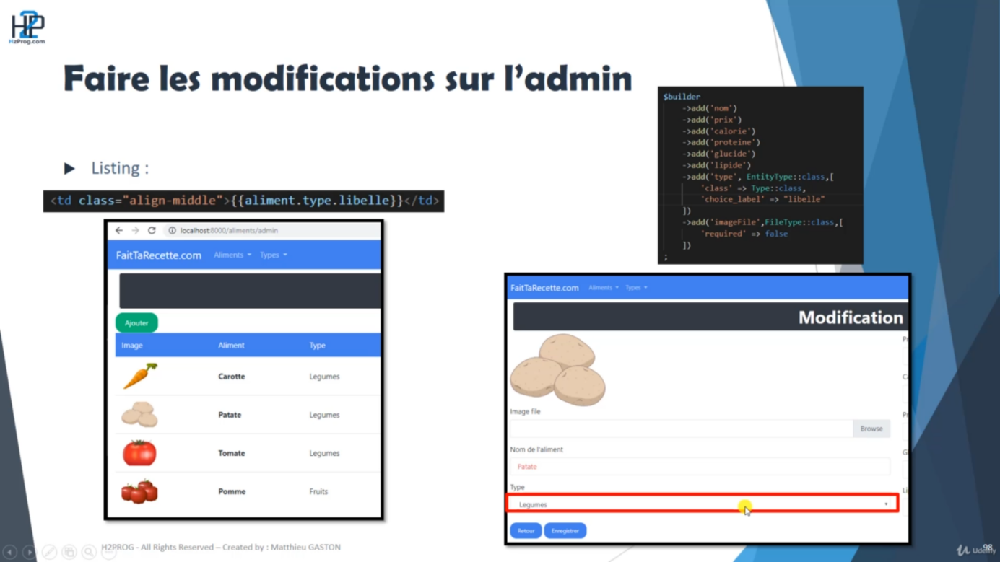 H2P
H2Prog.com
Faire les modifications sur l'admin
Listing :
<td class="align-middle">{{aliment.type.libelle}}</td>
localhost:8000/aliments/admin
FaitTaRecette.com Aliments Types
Ajouter
Image Aliment Type
Carotte Legumes
Patate Legumes
Tomate Legumes
Pomme Fruits
$builder
->add('nom')
->add('prix')
->add('calorie')
->add('proteine')
->add('glucide')
->add('lipide')
->add('type', EntityType::class,[
'class' => Type::class,
'choice_label' => "libelle"
])
->add('imageFile',FileType::class,[
'required' => false
])
;
FaitTaRecette.com Aliments Types
Modification
Image file
Browse
Nom de l'aliment
Patate
Type
Legumes
Retour Enregistrer
H2PROG - All Rights Reserved – Created by : Matthieu GASTON
98
Udemy